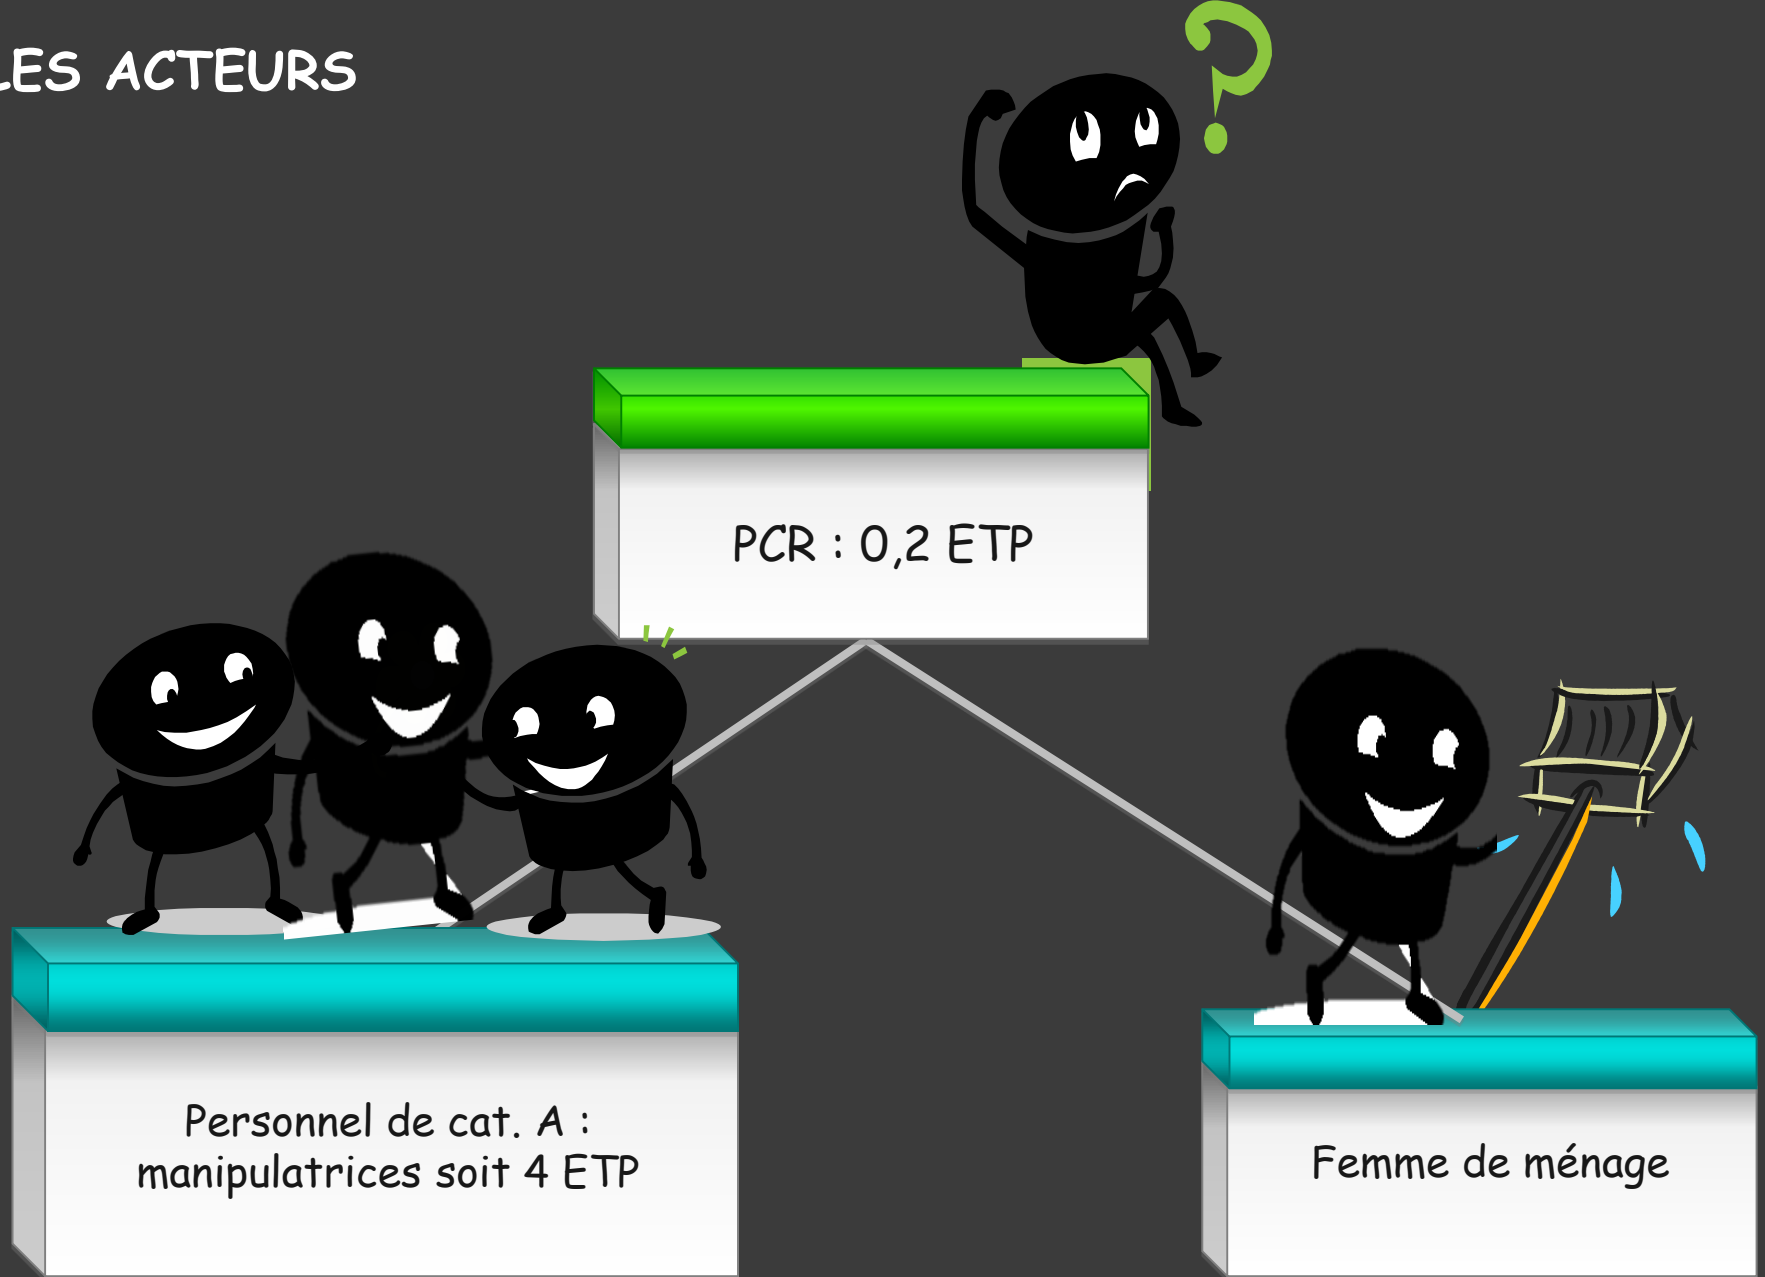 LES ACTEURS
PCR : 0,2 ETP
Personnel de cat. A :
manipulatrices soit 4 ETP
Femme de ménage